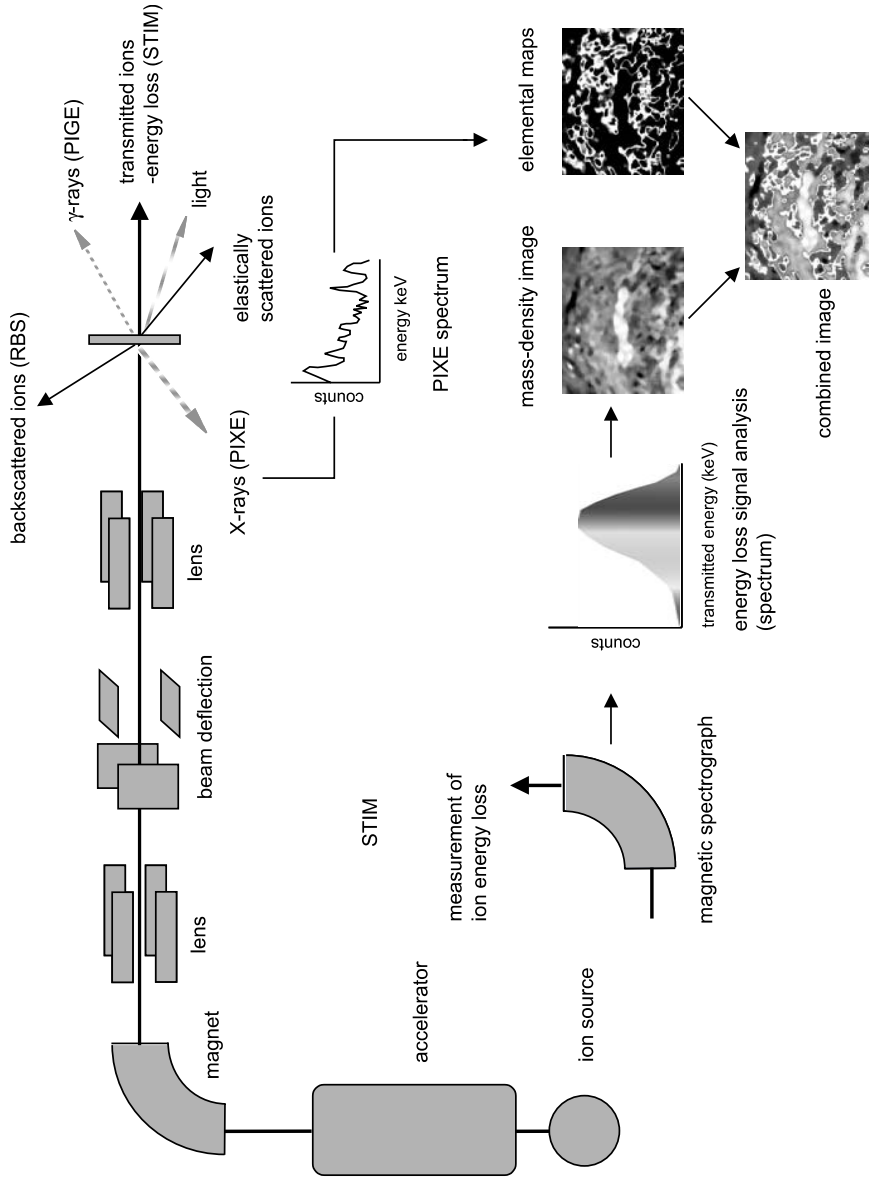 backscattered ions (RBS)
γ-rays (PIGE)
transmitted ions
-energy loss (STIM)
light
elastically
scattered ions
X-rays (PIXE)
lens
beam deflection
lens
magnet
accelerator
ion source
counts
energy keV
PIXE spectrum
STIM
measurement of
ion energy loss
magnetic spectrograph
counts
transmitted energy (keV)
energy loss signal analysis
(spectrum)
mass-density image
elemental maps
combined image